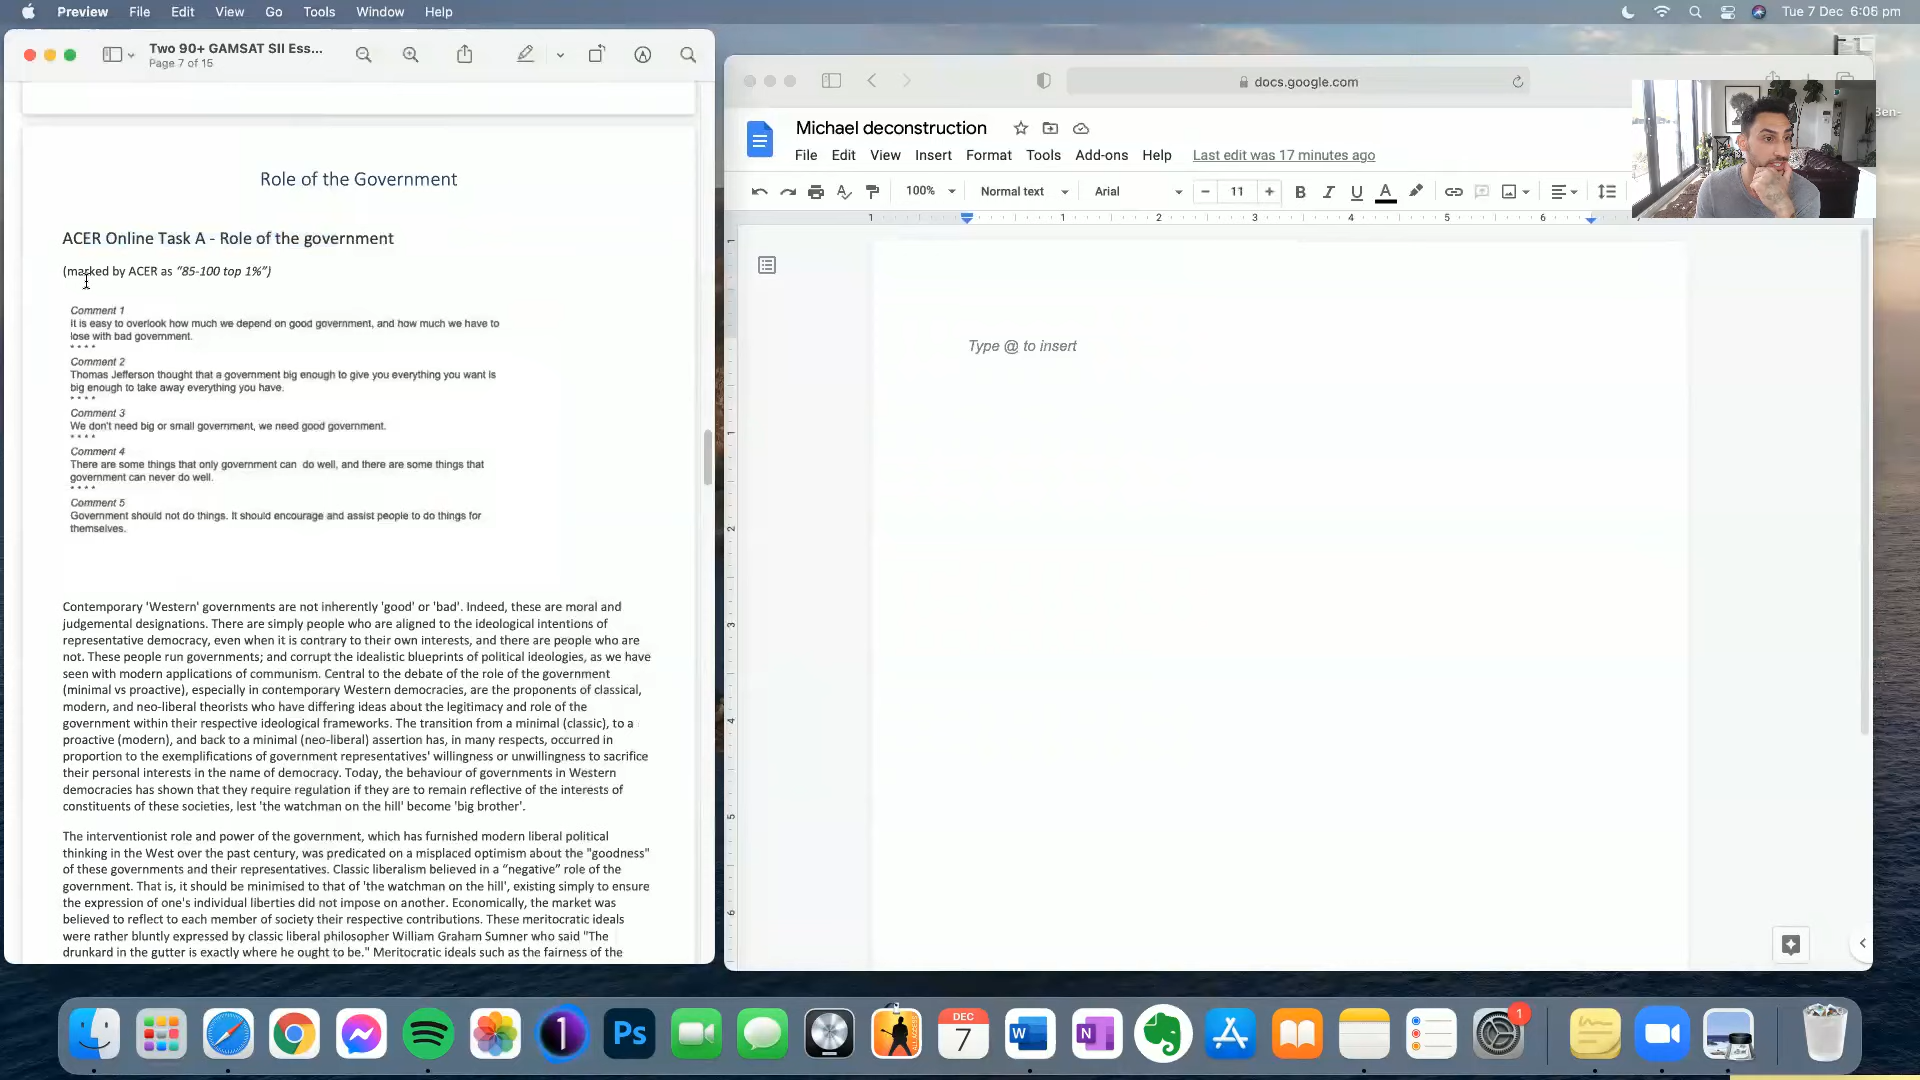 Preview File Edit View Go Tools Window Help
Tue 7 Dec 6:06 pm
Two 90+ GAMSAT SII Ess...
Page 7 of 15
Role of the Government
ACER Online Task A - Role of the government
(marked by ACER as “85-100 top 1%”)
Comment 1
It is easy to overlook how much we depend on good government, and how much we have to
lose with bad government.
* * * *
Comment 2
Thomas Jefferson thought that a government big enough to give you everything you want is
big enough to take away everything you have.
* * * *
Comment 3
We don't need big or small government, we need good government.
* * * *
Comment 4
There are some things that only government can do well, and there are some things that
government can never do well.
* * * *
Comment 5
Government should not do things. It should encourage and assist people to do things for
themselves.
Contemporary 'Western' governments are not inherently 'good' or 'bad'. Indeed, these are moral and
judgemental designations. There are simply people who are aligned to the ideological intentions of
representative democracy, even when it is contrary to their own interests, and there are people who are
not. These people run governments; and corrupt the idealistic blueprints of political ideologies, as we have
seen with modern applications of communism. Central to the debate of the role of the government
(minimal vs proactive), especially in contemporary Western democracies, are the proponents of classical,
modern, and neo-liberal theorists who have differing ideas about the legitimacy and role of the
government within their respective ideological frameworks. The transition from a minimal (classic), to a
proactive (modern), and back to a minimal (neo-liberal) assertion has, in many respects, occurred in
proportion to the exemplifications of government representatives' willingness or unwillingness to sacrifice
their personal interests in the name of democracy. Today, the behaviour of governments in Western
democracies has shown that they require regulation if they are to remain reflective of the interests of
constituents of these societies, lest 'the watchman on the hill' become 'big brother'.
The interventionist role and power of the government, which has furnished modern liberal political
thinking in the West over the past century, was predicated on a misplaced optimism about the "goodness"
of these governments and their representatives. Classic liberalism believed in a “negative” role of the
government. That is, it should be minimised to that of 'the watchman on the hill', existing simply to ensure
the expression of one's individual liberties did not impose on another. Economically, the market was
believed to reflect to each member of society their respective contributions. These meritocratic ideals
were rather bluntly expressed by classic liberal philosopher William Graham Sumner who said "The
drunkard in the gutter is exactly where he ought to be." Meritocratic ideals such as the fairness of the
docs.google.com
Ben-
Michael deconstruction
File Edit View Insert Format Tools Add-ons Help Last edit was 17 minutes ago
100% Normal text Arial 11 B I U A
1 1 2 3 4 5 6
Type @ to insert
1
1
2
3
4
5
6
1
Ps
DEC
7
W
N
1